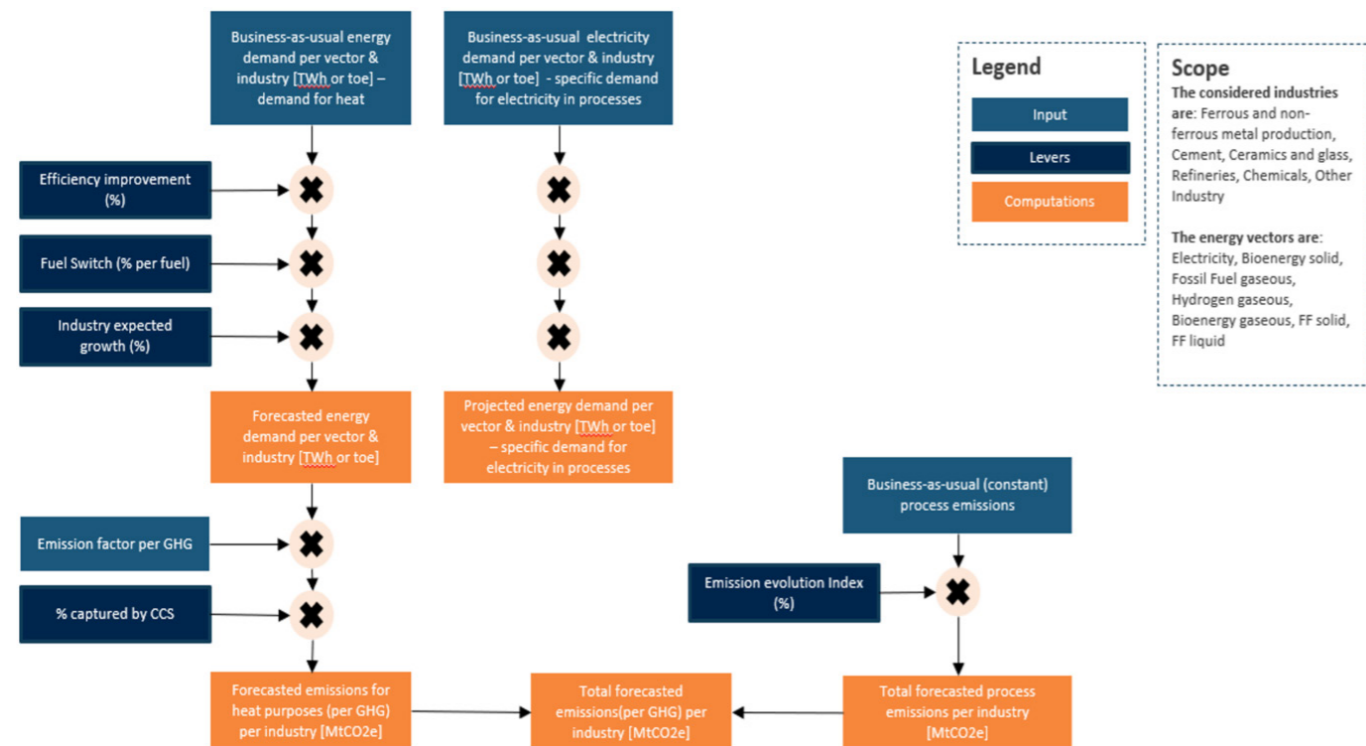 Business-as-usual energy
demand per vector &
industry [TWh or toe] –
demand for heat
Business-as-usual electricity
demand per vector & industry
[TWh or toe] - specific demand
for electricity in processes
Efficiency improvement
(%)
Fuel Switch (% per fuel)
Industry expected
growth (%)
Forecasted energy
demand per vector &
industry [TWh or toe]
Projected energy demand per
vector & industry [TWh or toe]
– specific demand for
electricity in processes
Emission factor per GHG
% captured by CCS
Business-as-usual (constant)
process emissions
Emission evolution Index
(%)
Forecasted emissions for
heat purposes (per GHG)
per industry [MtCO2e]
Total forecasted
emissions(per GHG) per
industry [MtCO2e]
Total forecasted process
emissions per industry
[MtCO2e]
Legend
Input
Levers
Computations
Scope
The considered industries
are: Ferrous and non-
ferrous metal production,
Cement, Ceramics and glass,
Refineries, Chemicals, Other
Industry
The energy vectors are:
Electricity, Bioenergy solid,
Fossil Fuel gaseous,
Hydrogen gaseous,
Bioenergy gaseous, FF solid,
FF liquid